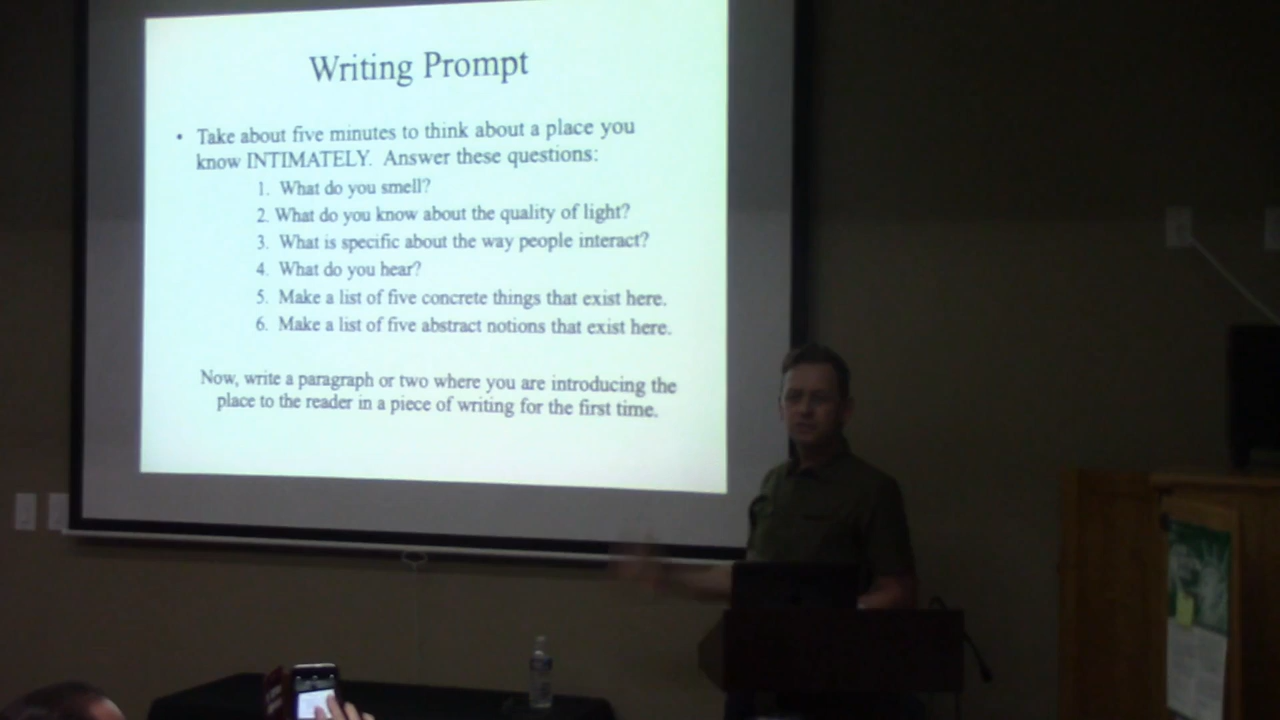 Writing Prompt
• Take about five minutes to think about a place you
know INTIMATELY. Answer these questions:
1. What do you smell?
2. What do you know about the quality of light?
3. What is specific about the way people interact?
4. What do you hear?
5. Make a list of five concrete things that exist here.
6. Make a list of five abstract notions that exist here.
Now, write a paragraph or two where you are introducing the
place to the reader in a piece of writing for the first time.